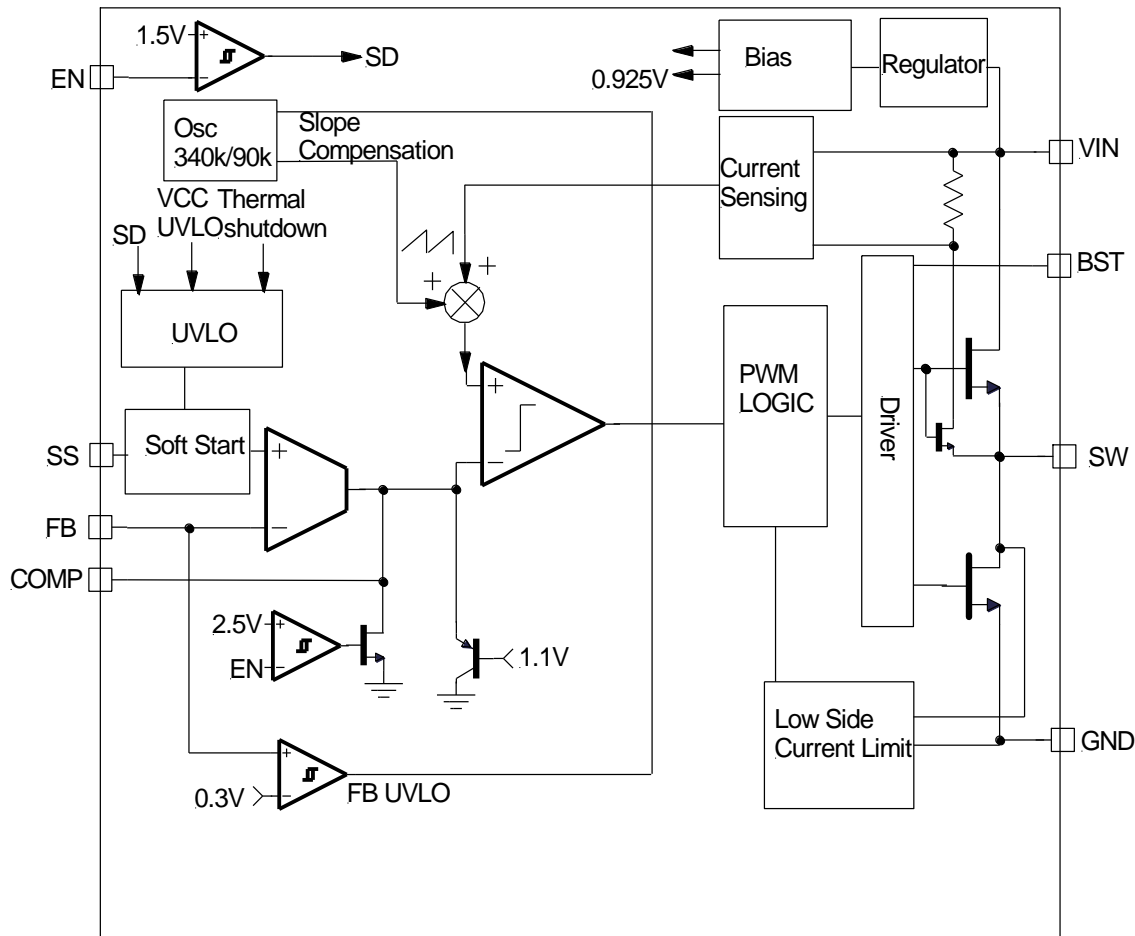 1.5V
+
−
SD
EN
Bias
0.925V
Regulator
Osc
340k/90k
Slope
Compensation
Current
Sensing
VIN
VCC Thermal
UVLO shutdown
SD
+
+
BST
UVLO
PWM
LOGIC
Driver
+
−
Soft Start
SS
+
−
SW
FB
COMP
2.5V
+
EN
−
1.1V
Low Side
Current Limit
GND
+
0.3V
−
FB UVLO